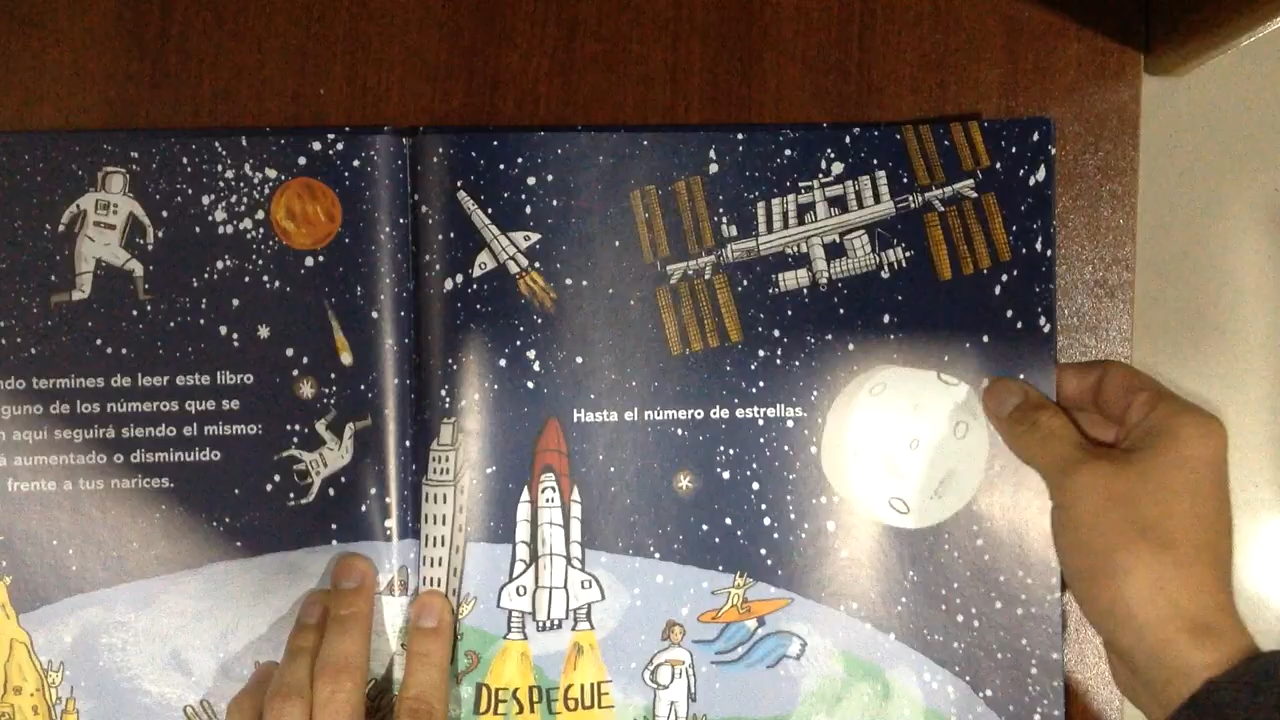 ndo termines de leer este libro
guno de los números que se
n aquí seguirá siendo el mismo:
á aumentado o disminuido
frente a tus narices.
Hasta el número de estrellas.
DESPEGUE